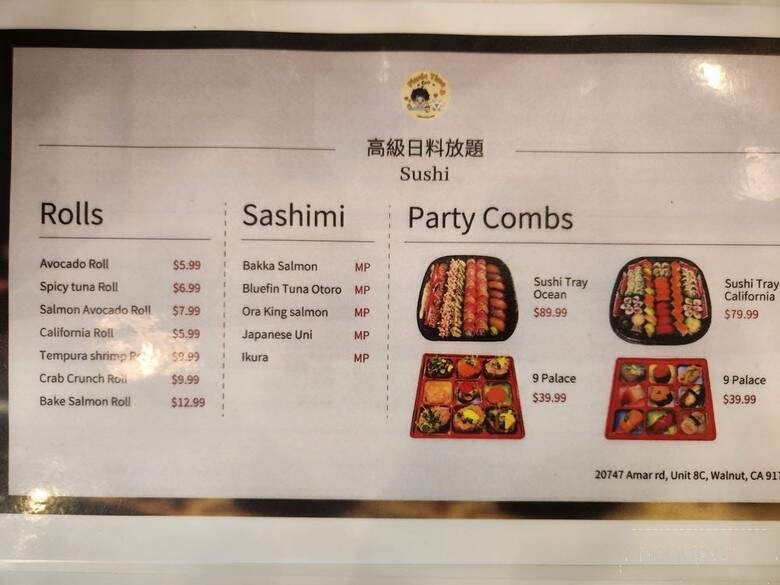 高級日料放題
Sushi
Rolls
Avocado Roll $5.99
Spicy tuna Roll $6.99
Salmon Avocado Roll $7.99
California Roll $5.99
Tempura shrimp $9.99
Crab Crunch Roll $9.99
Bake Salmon Roll $12.99
Sashimi
Bakka Salmon MP
Bluefin Tuna Otoro MP
Ora King salmon MP
Japanese Uni MP
Ikura MP
Party Combs
Sushi Tray
Ocean
$89.99
Sushi Tray
California
$79.99
9 Palace
$39.99
9 Palace
$39.99
20747 Amar rd, Unit 8C, Walnut, CA 917